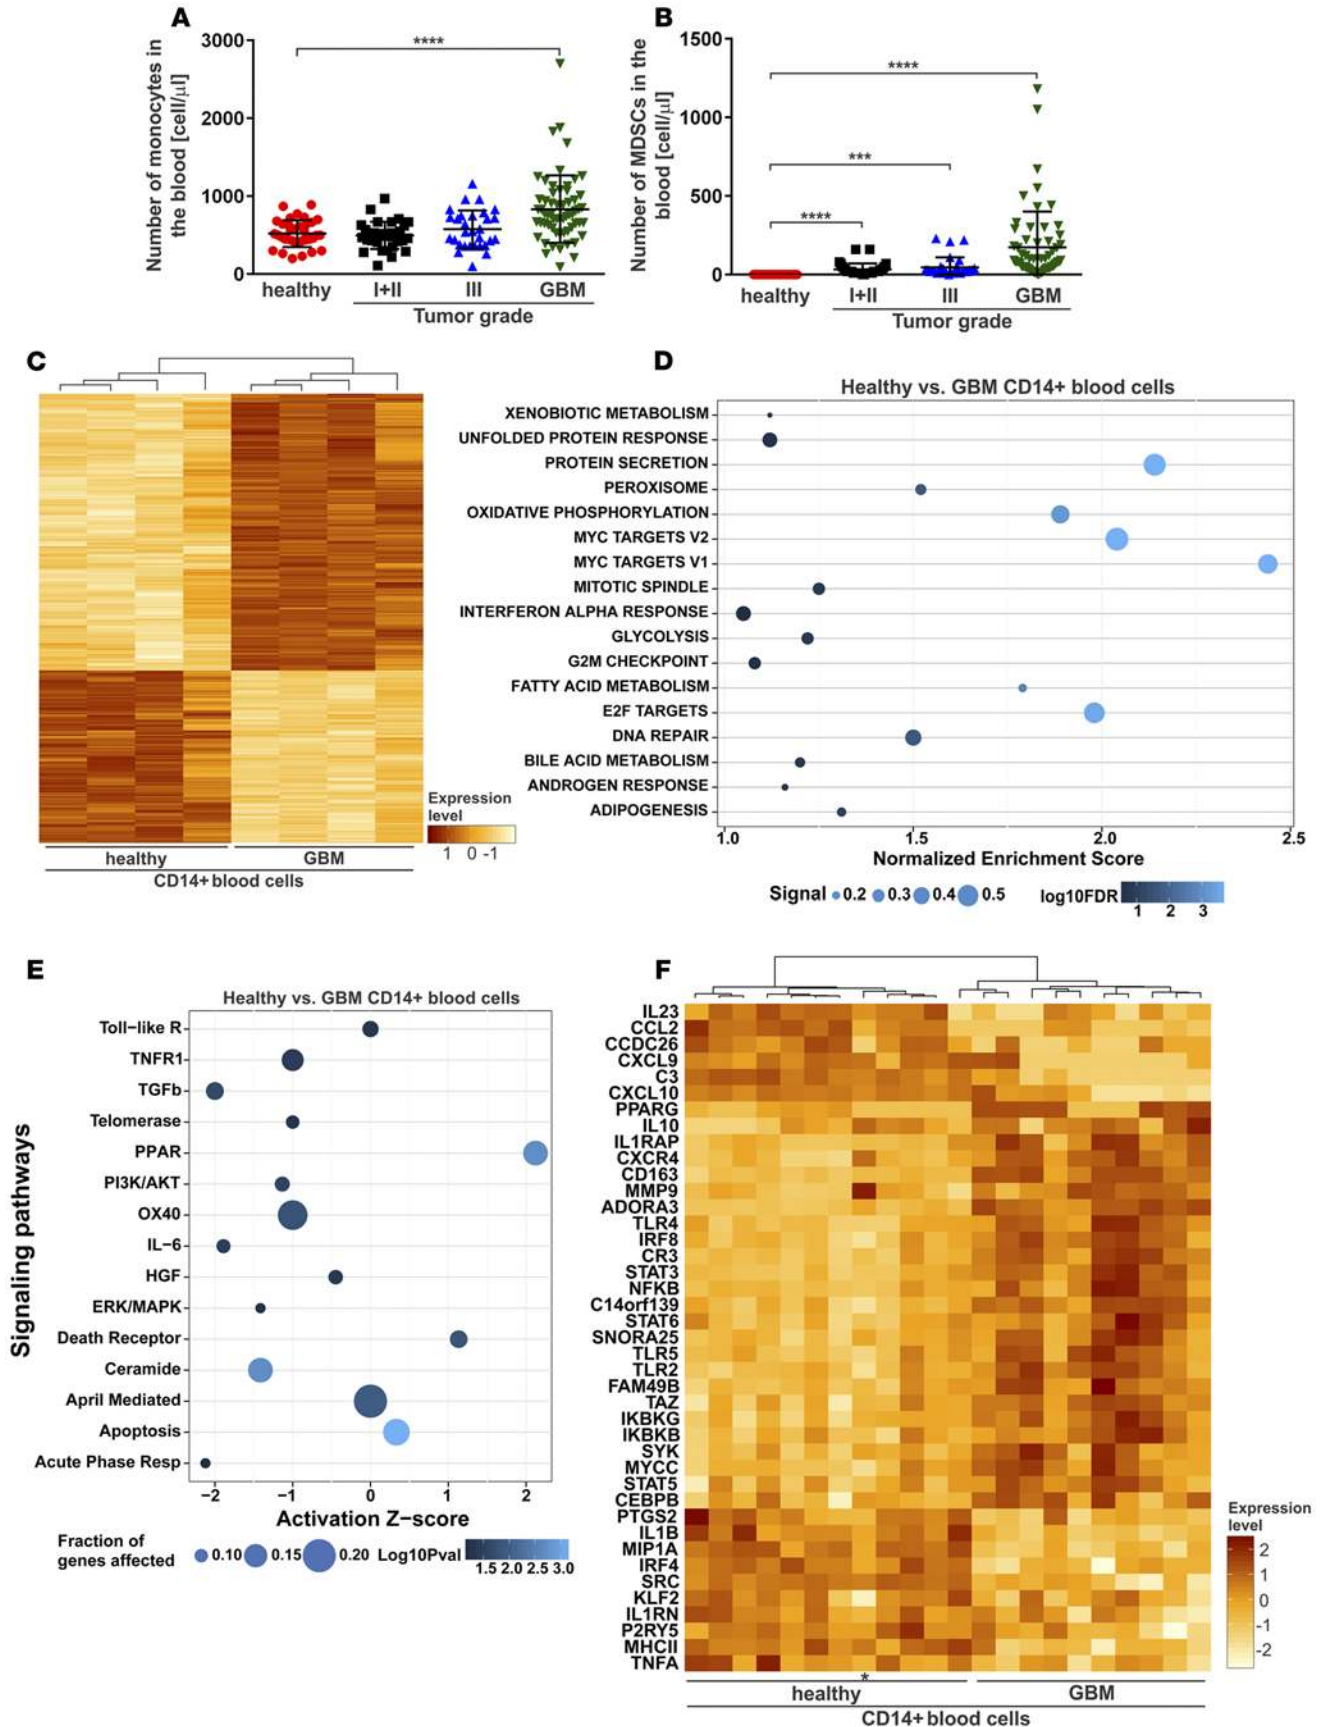 A
Number of monocytes in
the blood [cell/µl]
3000
2000
1000
0
****
healthy
I+II
III
GBM
Tumor grade
B
Number of MDSCs in the
blood [cell/µl]
1500
1000
500
0
****
***
****
healthy
I+II
III
GBM
Tumor grade
C
Expression
level
1 0 -1
healthy
GBM
CD14+ blood cells
D
Healthy vs. GBM CD14+ blood cells
XENOBIOTIC METABOLISM
UNFOLDED PROTEIN RESPONSE
PROTEIN SECRETION
PEROXISOME
OXIDATIVE PHOSPHORYLATION
MYC TARGETS V2
MYC TARGETS V1
MITOTIC SPINDLE
INTERFERON ALPHA RESPONSE
GLYCOLYSIS
G2M CHECKPOINT
FATTY ACID METABOLISM
E2F TARGETS
DNA REPAIR
BILE ACID METABOLISM
ANDROGEN RESPONSE
ADIPOGENESIS
1.0 1.5 2.0 2.5
Normalized Enrichment Score
Signal 0.2 0.3 0.4 0.5 log10FDR
1 2 3
E
Healthy vs. GBM CD14+ blood cells
Signaling pathways
Toll−like R
TNFR1
TGFb
Telomerase
PPAR
PI3K/AKT
OX40
IL−6
HGF
ERK/MAPK
Death Receptor
Ceramide
April Mediated
Apoptosis
Acute Phase Resp
−2 −1 0 1 2
Activation Z−score
Fraction of
genes affected
0.10 0.15 0.20 Log10Pval
1.5 2.0 2.5 3.0
F
IL23
CCL2
CCDC26
CXCL9
C3
CXCL10
PPARG
IL10
IL1RAP
CXCR4
CD163
MMP9
ADORA3
TLR4
IRF8
CR3
STAT3
NFKB
C14orf139
STAT6
SNORA25
TLR5
TLR2
FAM49B
TAZ
IKBKG
IKBKB
SYK
MYCC
STAT5
CEBPB
PTGS2
IL1B
MIP1A
IRF4
SRC
KLF2
IL1RN
P2RY5
MHCII
TNFA
Expression
level
2
1
0
-1
-2
*
healthy
GBM
CD14+ blood cells